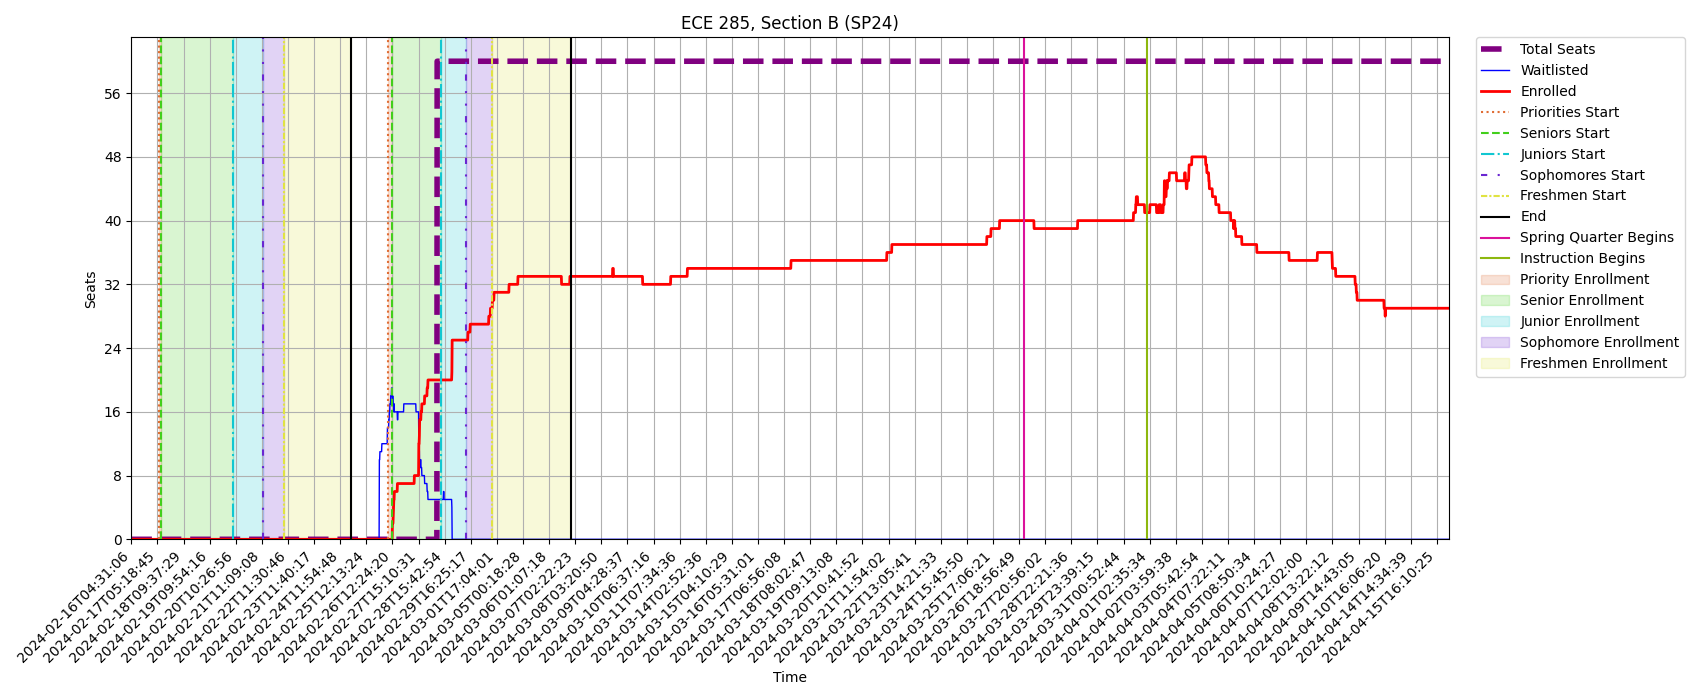 ECE 285, Section B (SP24)
Seats
56
48
40
32
24
16
8
0
2024-02-16T04:31:06
2024-02-17T05:18:45
2024-02-18T09:37:29
2024-02-19T09:54:16
2024-02-20T10:26:56
2024-02-21T11:09:08
2024-02-22T11:30:46
2024-02-23T11:40:17
2024-02-24T11:54:48
2024-02-25T12:13:24
2024-02-26T12:24:20
2024-02-27T15:10:31
2024-02-28T15:42:54
2024-02-29T16:25:17
2024-03-01T17:04:01
2024-03-05T00:18:28
2024-03-06T01:07:18
2024-03-07T02:22:23
2024-03-08T03:20:50
2024-03-09T04:28:37
2024-03-10T06:37:16
2024-03-11T07:34:36
2024-03-14T02:52:36
2024-03-15T04:10:29
2024-03-16T05:31:01
2024-03-17T06:56:08
2024-03-18T08:02:47
2024-03-19T09:13:08
2024-03-20T10:41:52
2024-03-21T11:54:02
2024-03-22T13:05:41
2024-03-23T14:21:33
2024-03-24T15:45:50
2024-03-25T17:06:21
2024-03-26T18:56:49
2024-03-27T20:56:02
2024-03-28T22:21:36
2024-03-29T23:39:15
2024-03-31T00:52:44
2024-04-01T02:35:34
2024-04-02T03:59:38
2024-04-03T05:42:54
2024-04-04T07:22:11
2024-04-05T08:50:34
2024-04-06T10:24:27
2024-04-07T12:02:00
2024-04-08T13:22:12
2024-04-09T14:43:05
2024-04-10T16:06:20
2024-04-14T14:34:39
2024-04-15T16:10:25
Time
Total Seats
Waitlisted
Enrolled
Priorities Start
Seniors Start
Juniors Start
Sophomores Start
Freshmen Start
End
Spring Quarter Begins
Instruction Begins
Priority Enrollment
Senior Enrollment
Junior Enrollment
Sophomore Enrollment
Freshmen Enrollment